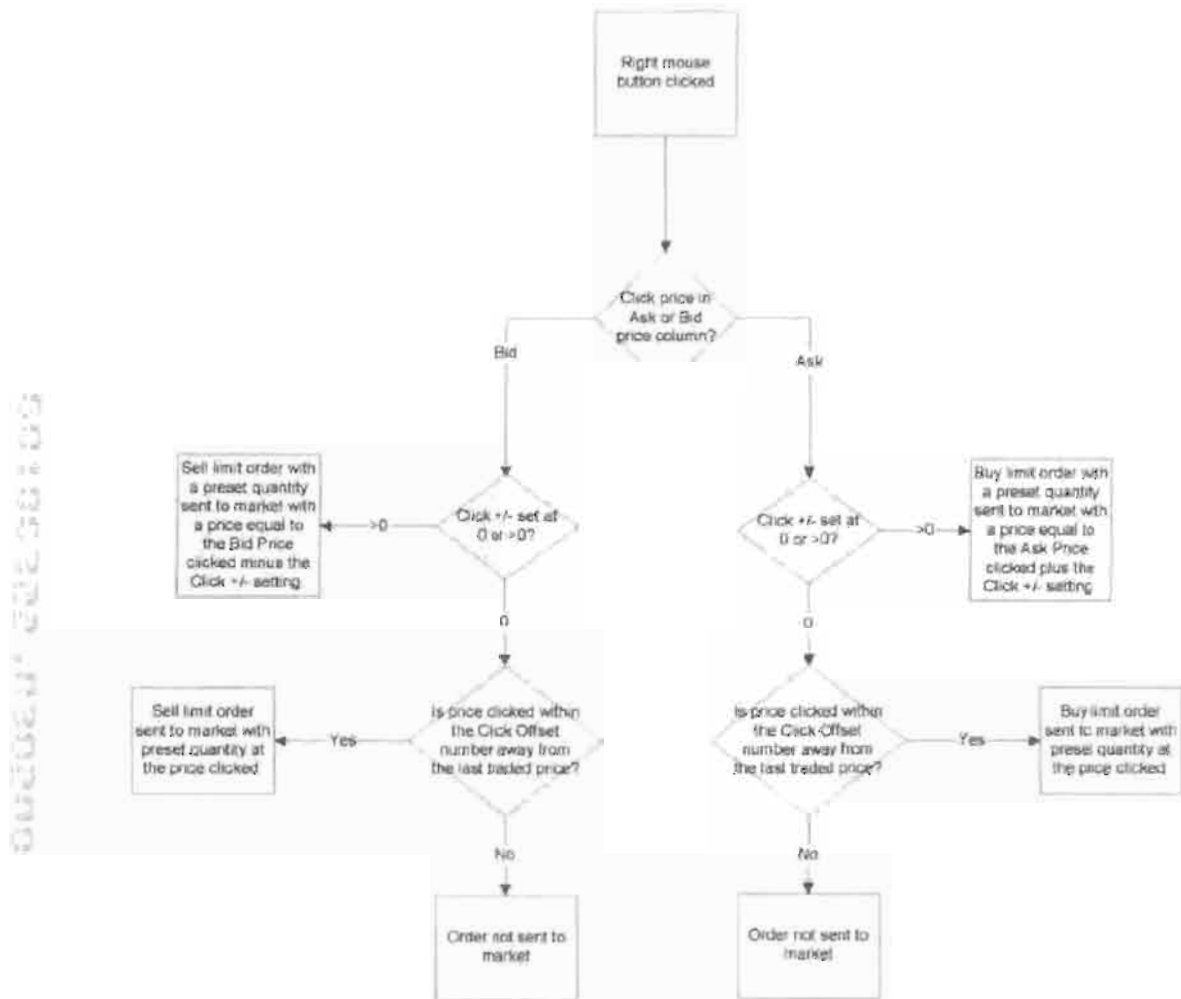 Right mouse
button clicked
Click price in
Ask or Bid
price column?
Bid
Ask
Sell limit order with
a preset quantity
sent to market with
a price equal to
the Bid Price
clicked minus the
Click +/- setting
>0
Click +/- set at
0 or >0?
Click +/- set at
0 or >0?
>0
Buy limit order with
a preset quantity
sent to market with
a price equal to
the Ask Price
clicked plus the
Click +/- setting
0
0
Sell limit order
sent to market with
preset quantity at
the price clicked
Yes
Is price clicked within
the Click Offset
number away from
the last traded price?
Is price clicked within
the Click Offset
number away from
the last traded price?
Yes
Buy limit order
sent to market with
preset quantity at
the price clicked
No
No
Order not sent to
market
Order not sent to
market